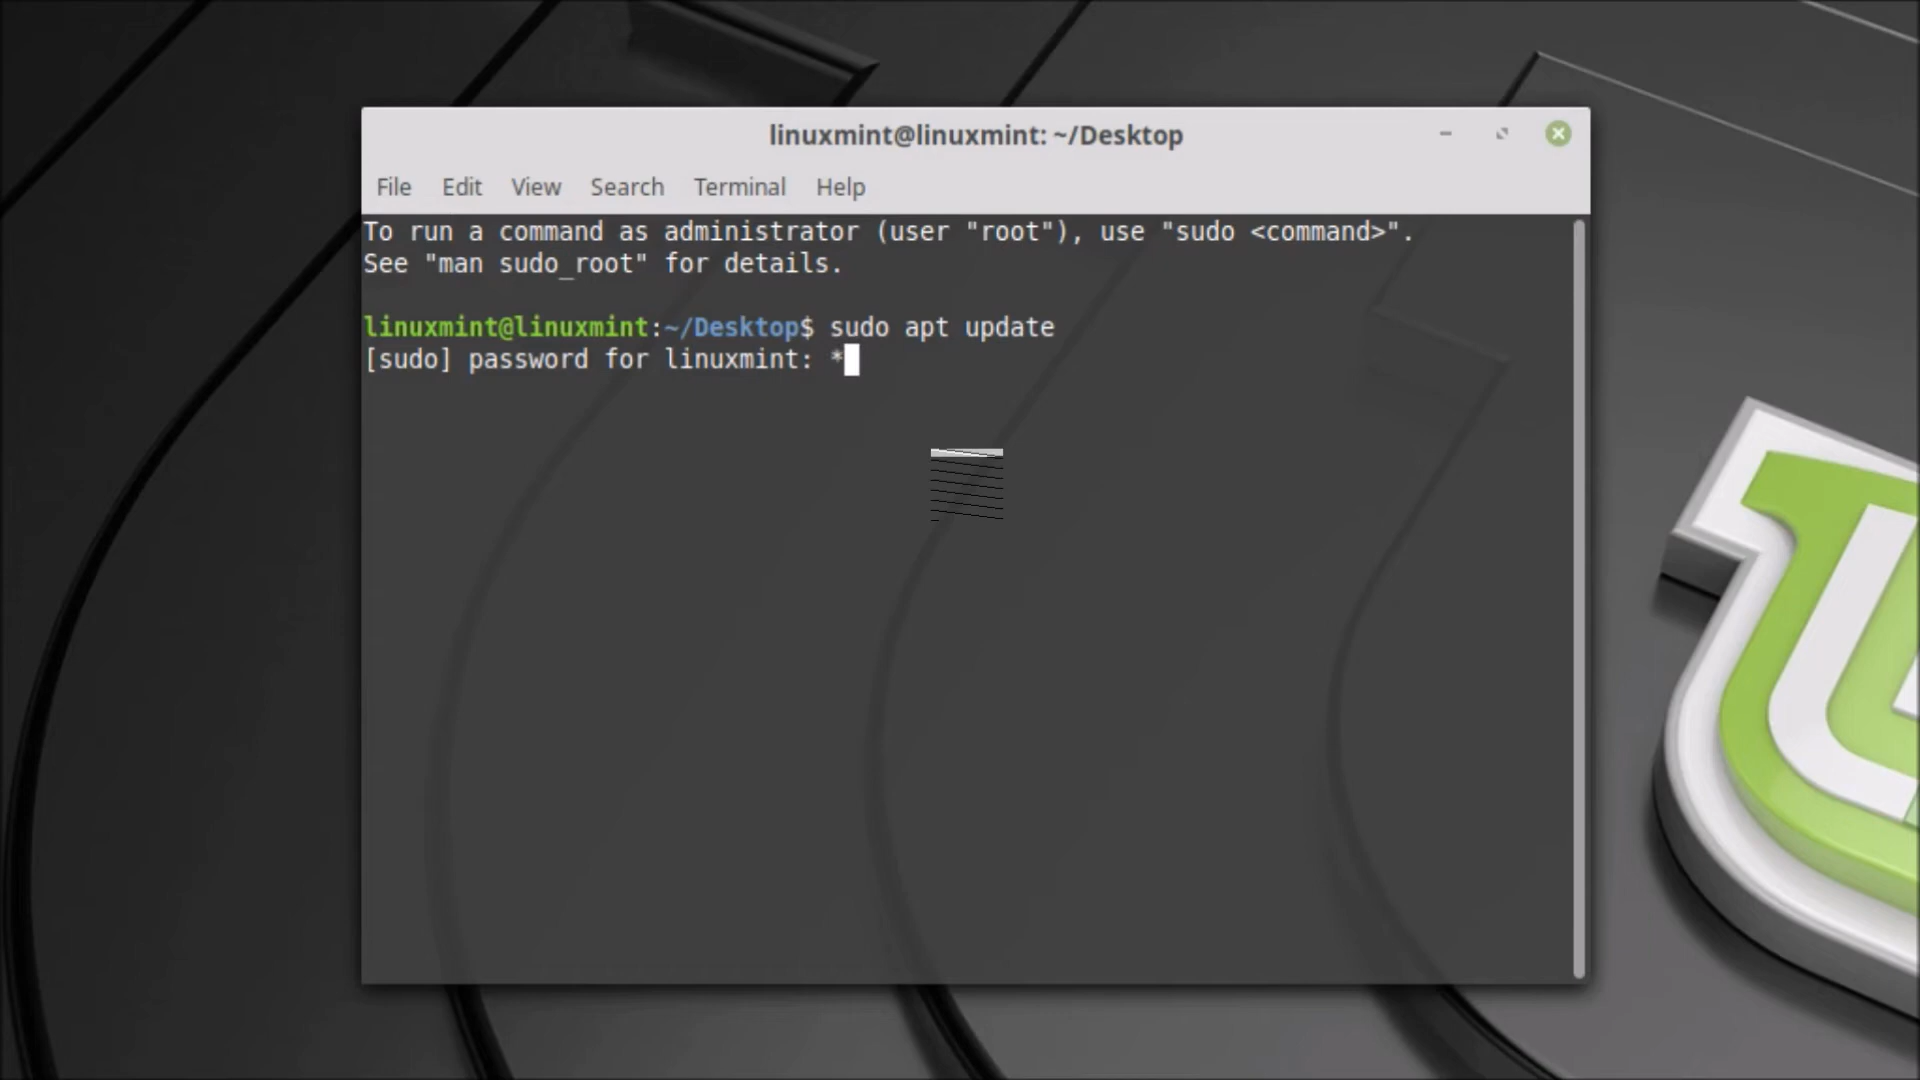 linuxmint@linuxmint: ~/Desktop
File Edit View Search Terminal Help
To run a command as administrator (user "root"), use "sudo <command>".
See "man sudo_root" for details.
linuxmint@linuxmint:~/Desktop$ sudo apt update
[sudo] password for linuxmint: *